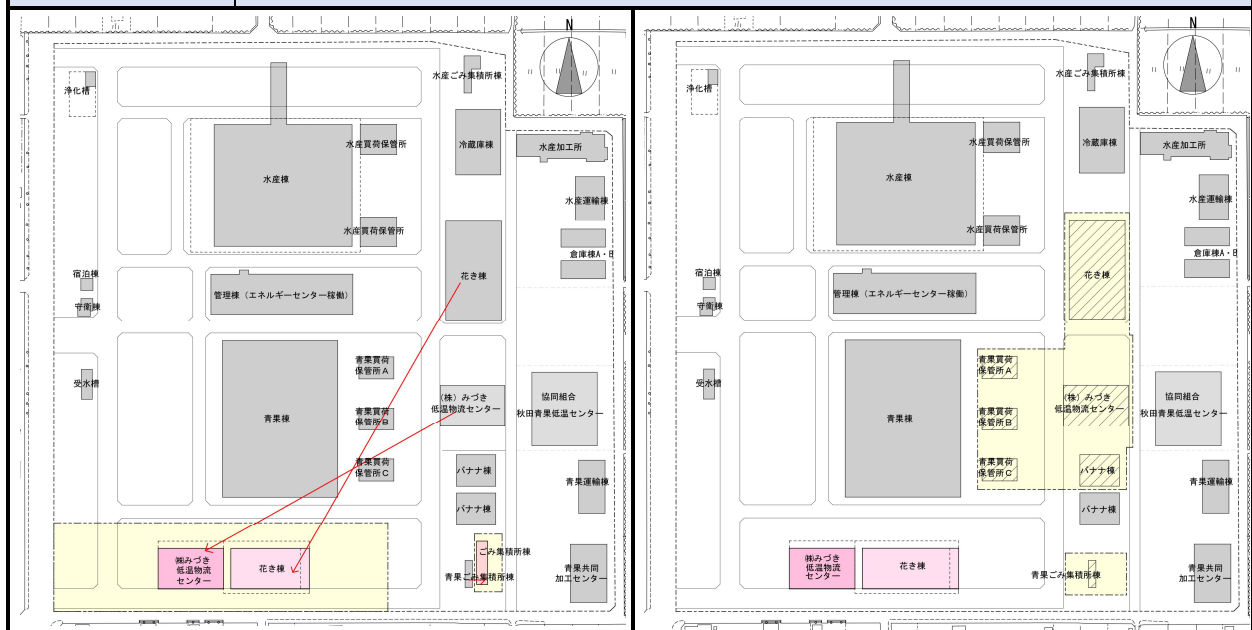 N
水産ごみ集積所棟
浄化槽
水産買荷保管所
冷蔵庫棟
水産加工所
水産棟
水産運輸棟
水産買荷保管所
倉庫棟A・B
宿泊棟
花き棟
管理棟（エネルギーセンター稼働）
守衛棟
青果買荷
保管所A
受水槽
（株）みづき
低温物流センター
協同組合
秋田青果低温センター
青果棟
青果買荷
保管所B
青果買荷
保管所C
バナナ棟
青果運輸棟
バナナ棟
㈱みづき
低温物流
センター
花き棟
ごみ集積所棟
青果ごみ集積所棟
青果共同
加工センター
N
水産ごみ集積所棟
浄化槽
冷蔵庫棟
水産買荷保管所
水産加工所
水産棟
水産運輸棟
水産買荷保管所
倉庫棟A・B
宿泊棟
花き棟
管理棟（エネルギーセンター稼働）
守衛棟
青果買荷
保管所A
受水槽
（株）みづき
低温物流センター
協同組合
秋田青果低温センター
青果棟
青果買荷
保管所B
青果買荷
保管所C
バナナ棟
青果運輸棟
バナナ棟
㈱みづき
低温物流
センター
花き棟
青果ごみ集積所棟
青果共同
加工センター